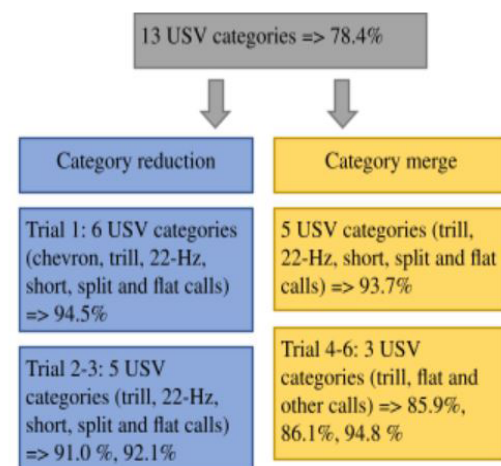 13 USV categories => 78.4%
Category reduction
Category merge
Trial 1: 6 USV categories
(chevron, trill, 22-Hz,
short, split and flat calls)
=> 94.5%
5 USV categories (trill,
22-Hz, short, split and flat
calls) => 93.7%
Trial 2-3: 5 USV
categories (trill, 22-Hz,
short, split and flat calls)
=> 91.0 %, 92.1%
Trial 4-6: 3 USV
categories (trill, flat and
other calls) => 85.9%,
86.1%, 94.8 %